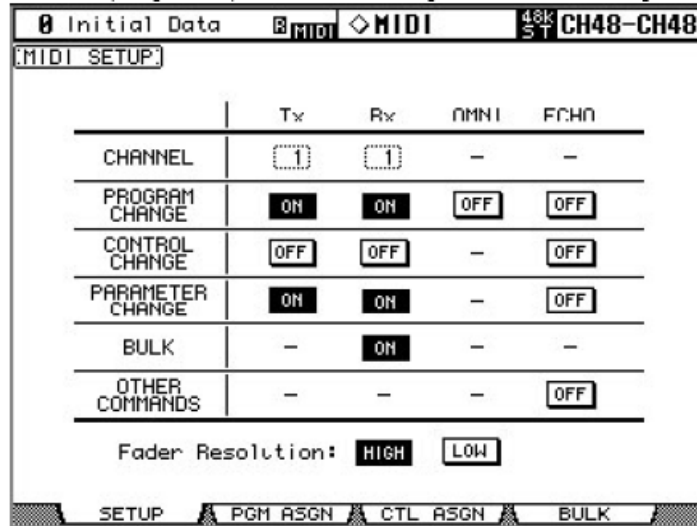 0 Initial Data R MIDI ◇MIDI 48k ST CH48-CH48
MIDI SETUP
Tx Rx OMNI ECHO
CHANNEL 1 1 - -
PROGRAM CHANGE ON ON OFF OFF
CONTROL CHANGE OFF OFF - OFF
PARAMETER CHANGE ON ON - OFF
BULK - ON - -
OTHER COMMANDS - - - OFF
Fader Resolution: HIGH LOW
SETUP PGM ASGN CTL ASGN BULK